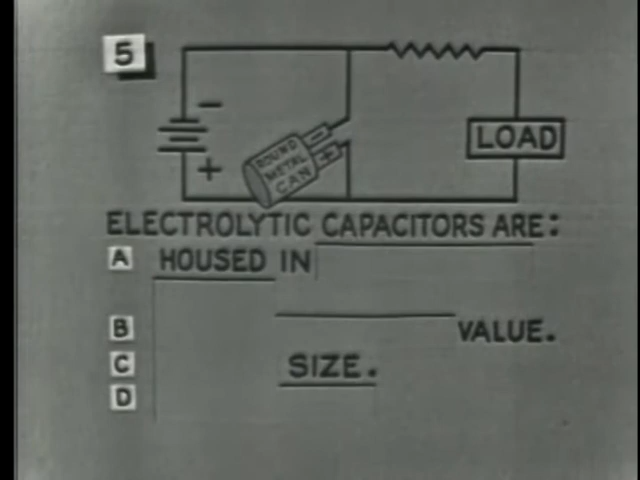 5
−
+
− +
ROUND
METAL
CAN
LOAD
ELECTROLYTIC CAPACITORS ARE:
A HOUSED IN
B VALUE.
C SIZE.
D